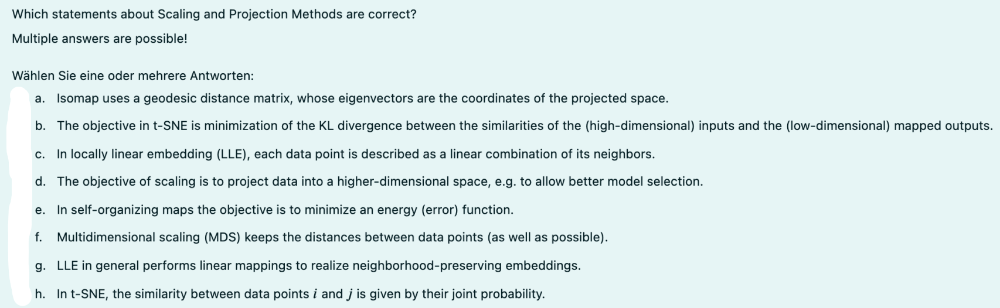 Which statements about Scaling and Projection Methods are correct?
Multiple answers are possible!
Wählen Sie eine oder mehrere Antworten:
a. Isomap uses a geodesic distance matrix, whose eigenvectors are the coordinates of the projected space.
b. The objective in t-SNE is minimization of the KL divergence between the similarities of the (high-dimensional) inputs and the (low-dimensional) mapped outputs.
c. In locally linear embedding (LLE), each data point is described as a linear combination of its neighbors.
d. The objective of scaling is to project data into a higher-dimensional space, e.g. to allow better model selection.
e. In self-organizing maps the objective is to minimize an energy (error) function.
f. Multidimensional scaling (MDS) keeps the distances between data points (as well as possible).
g. LLE in general performs linear mappings to realize neighborhood-preserving embeddings.
h. In t-SNE, the similarity between data points i and j is given by their joint probability.